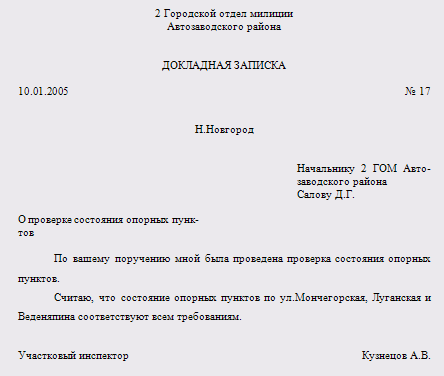 2 Городской отдел милиции
Автозаводского района
ДОКЛАДНАЯ ЗАПИСКА
10.01.2005 № 17
Н.Новгород
Начальнику 2 ГОМ Авто-
заводского района
Салову Д.Г.
О проверке состояния опорных пунк-
тов
По вашему поручению мной была проведена проверка состояния опорных
пунктов.
Считаю, что состояние опорных пунктов по ул.Мончегорская, Луганская и
Веденяпина соответствуют всем требованиям.
Участковый инспектор Кузнецов А.В.